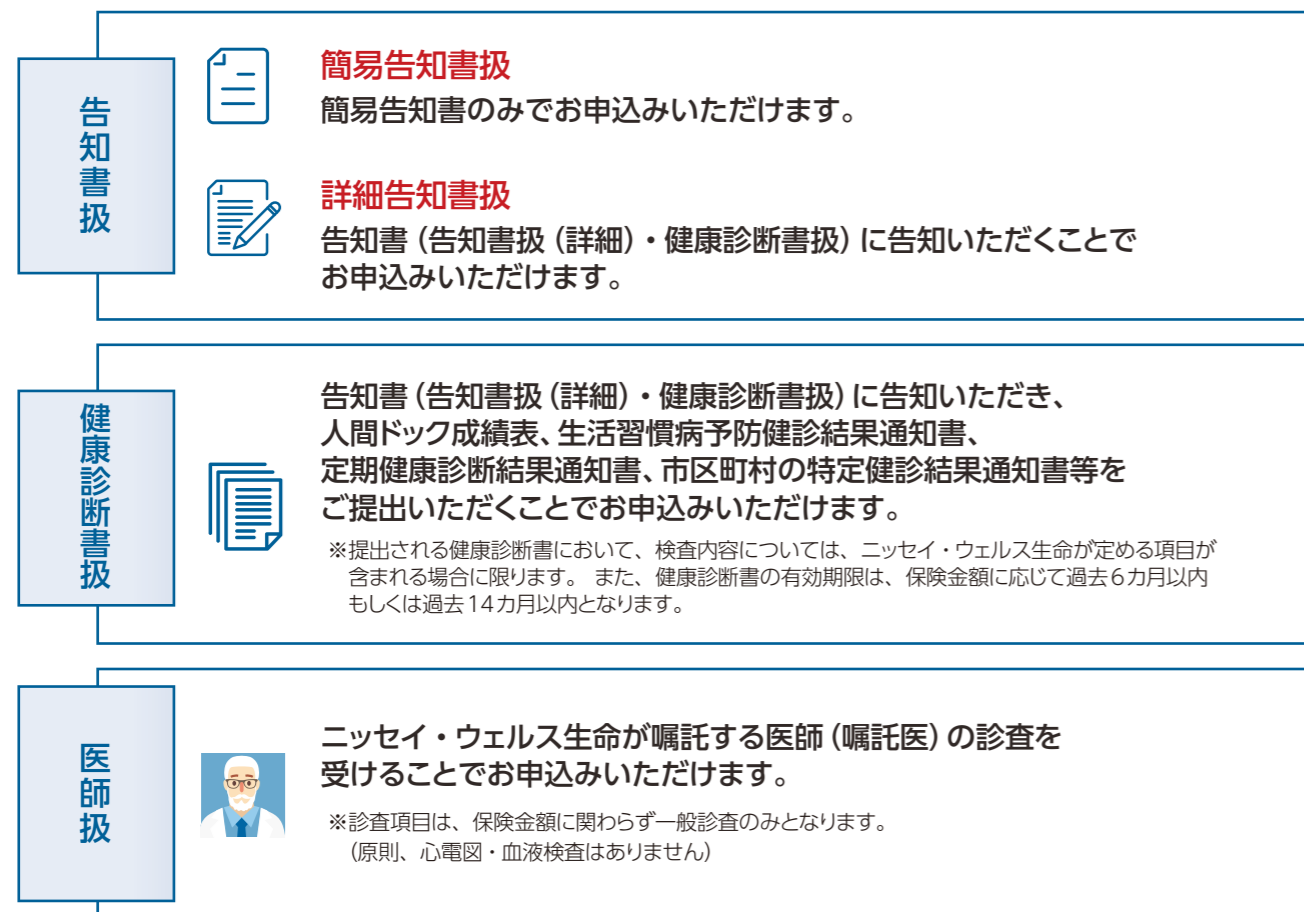 告知書扱
簡易告知書扱
簡易告知書のみでお申込みいただけます。
詳細告知書扱
告知書（告知書扱（詳細）・健康診断書扱）に告知いただくことで
お申込みいただけます。
健康診断書扱
告知書（告知書扱（詳細）・健康診断書扱）に告知いただき、
人間ドック成績表、生活習慣病予防健診結果通知書、
定期健康診断結果通知書、市区町村の特定健診結果通知書等を
ご提出いただくことでお申込みいただけます。
※提出される健康診断書において、検査内容については、ニッセイ・ウェルス生命が定める項目が
含まれる場合に限ります。 また、健康診断書の有効期限は、保険金額に応じて過去6カ月以内
もしくは過去14カ月以内となります。
医師扱
ニッセイ・ウェルス生命が嘱託する医師（嘱託医）の診査を
受けることでお申込みいただけます。
※診査項目は、保険金額に関わらず一般診査のみとなります。
（原則、心電図・血液検査はありません）